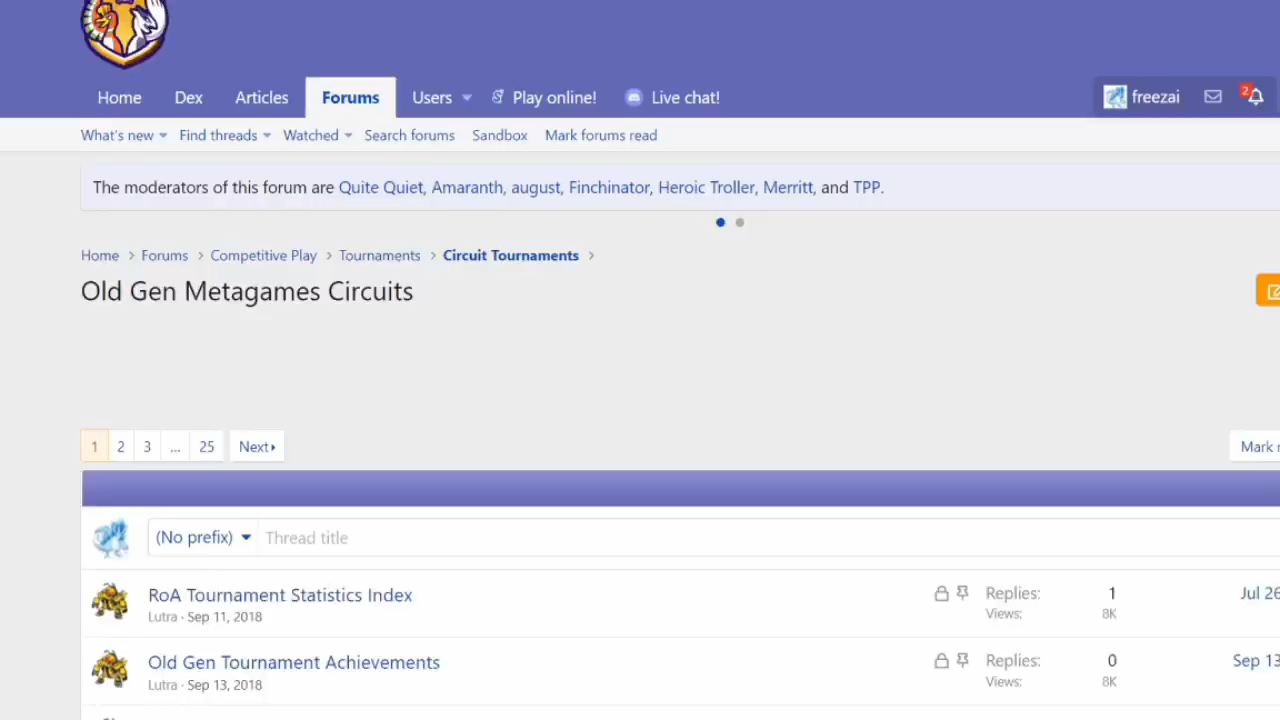 Home Dex Articles Forums Users Play online! Live chat! freezai 2
What's new Find threads Watched Search forums Sandbox Mark forums read
The moderators of this forum are Quite Quiet, Amaranth, august, Finchinator, Heroic Troller, Merritt, and TPP.
Home > Forums > Competitive Play > Tournaments > Circuit Tournaments >
Old Gen Metagames Circuits
1 2 3 ... 25 Next Mark
(No prefix) Thread title
RoA Tournament Statistics Index Replies: 1 Jul 26
Lutra · Sep 11, 2018 Views: 8K
Old Gen Tournament Achievements Replies: 0 Sep 13
Lutra · Sep 13, 2018 Views: 8K